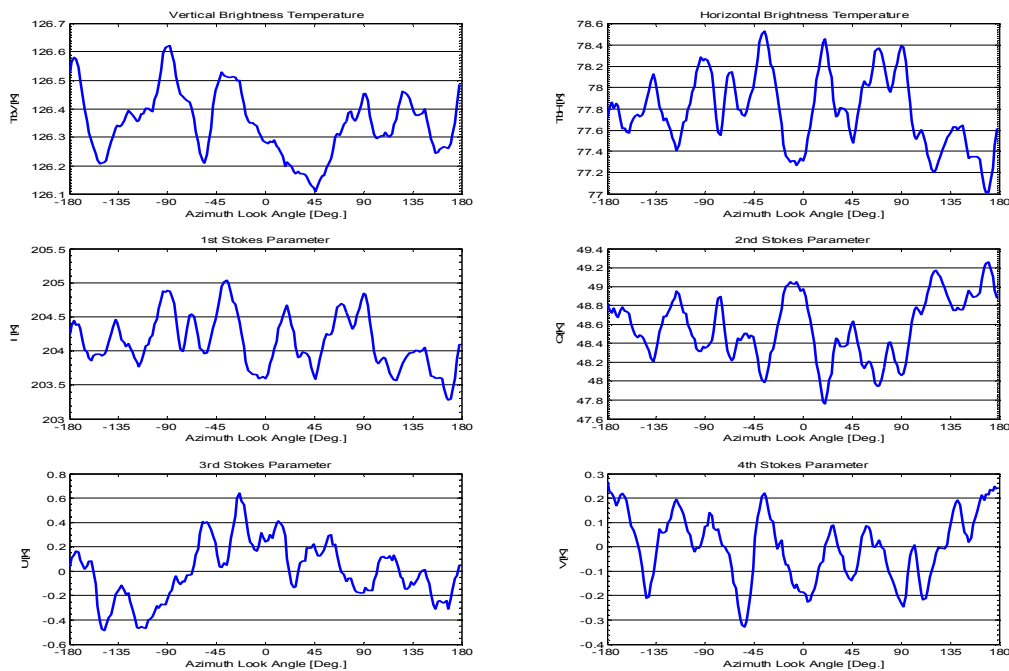 Vertical Brightness Temperature
126.7
126.6
126.5
126.4
126.3
126.2
126.1
TBV[K]
-180 -135 -90 -45 0 45 90 135 180
Azimuth Look Angle [Deg.]
Horizontal Brightness Temperature
78.6
78.4
78.2
78
77.8
77.6
77.4
77.2
77
-180 -135 -90 -45 0 45 90 135 180
Azimuth Look Angle [Deg.]
1st Stokes Parameter
205.5
205
204.5
204
203.5
203
I [K]
-180 -135 -90 -45 0 45 90 135 180
Azimuth Look Angle [Deg.]
2nd Stokes Parameter
49.4
49.2
49
48.8
48.6
48.4
48.2
48
47.8
47.6
Q[K]
-180 -135 -90 -45 0 45 90 135 180
Azimuth Look Angle [Deg.]
3rd Stokes Parameter
0.8
0.6
0.4
0.2
0
-0.2
-0.4
-0.6
U[K]
-180 -135 -90 -45 0 45 90 135 180
Azimuth Look Angle [Deg.]
4th Stokes Parameter
0.3
0.2
0.1
0
-0.1
-0.2
-0.3
-0.4
V[K]
-180 -135 -90 -45 0 45 90 135 180
Azimuth Look Angle [Deg.]